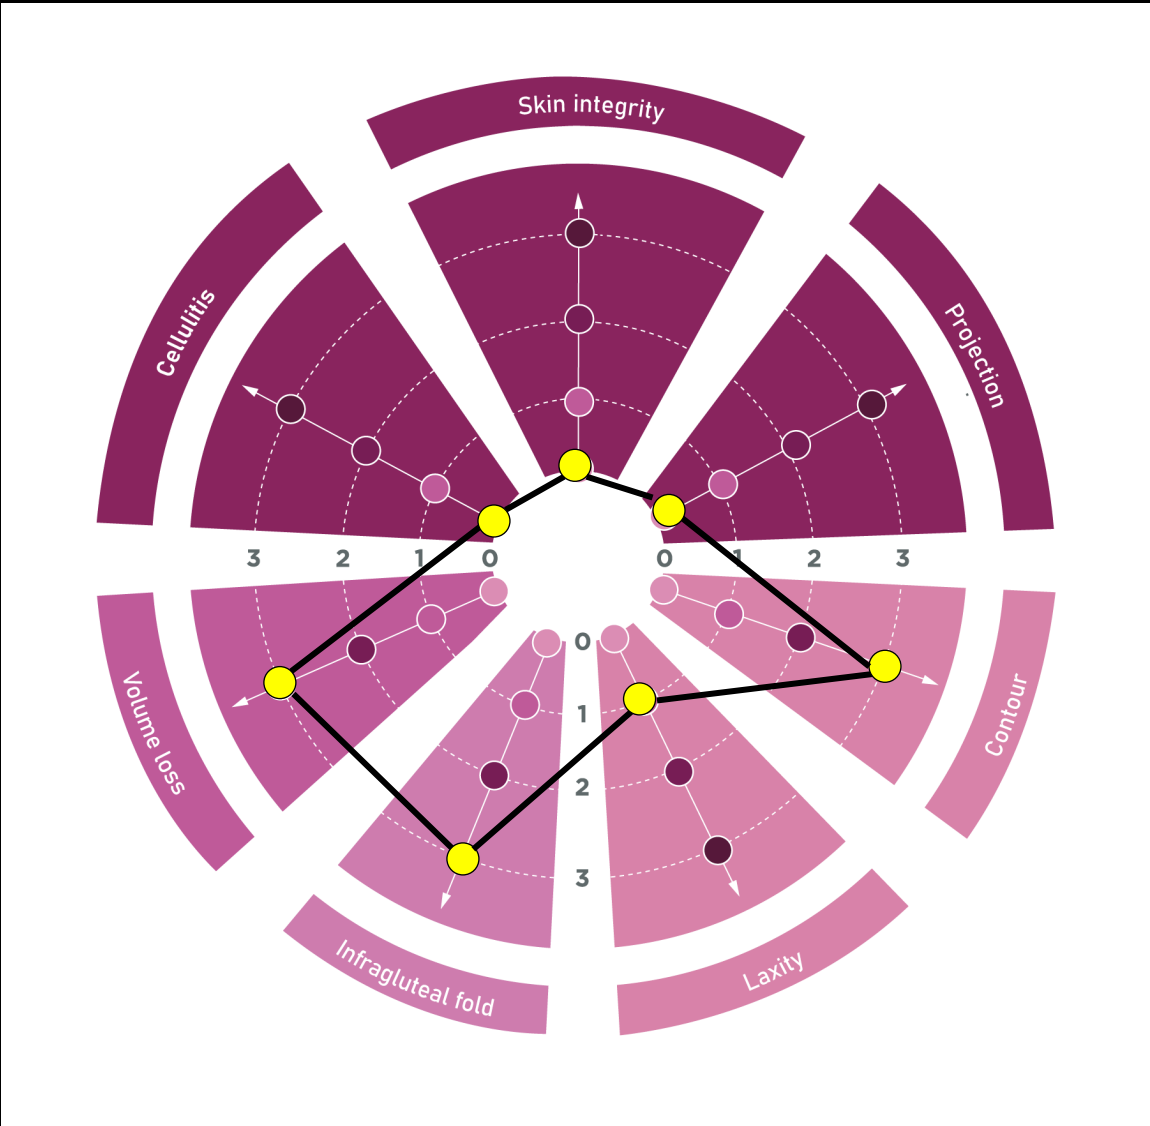 Skin integrity
Cellulitis
Projection
3 2 1 0
0 1 2 3
Volume loss
Contour
0
1
2
3
Infragluteal fold
Laxity